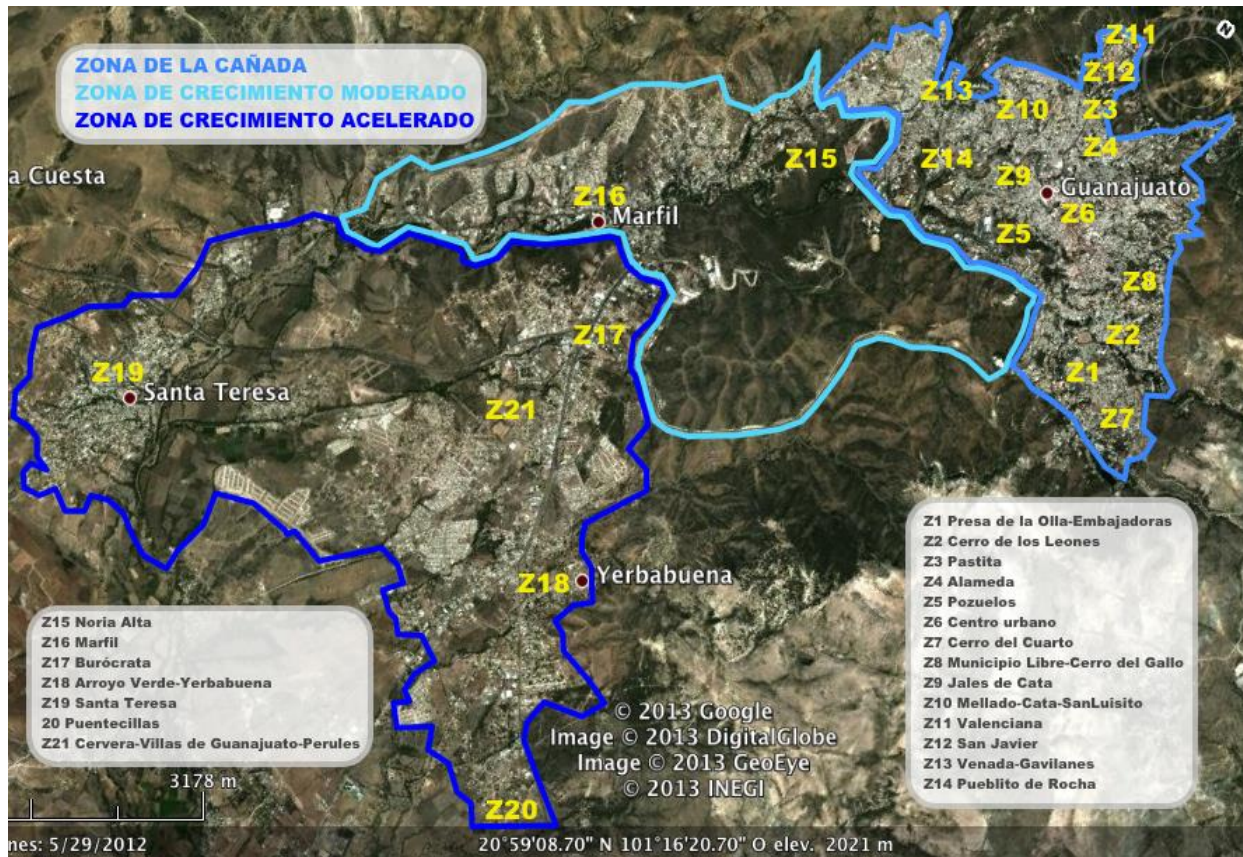 ZONA DE LA CAÑADA
ZONA DE CRECIMIENTO MODERADO
ZONA DE CRECIMIENTO ACELERADO
N
Z11
Z12
Z13
Z10
Z3
Z4
Z15
Z14
Z9
Guanajuato
a Cuesta
Z16
Marfil
Z6
Z5
Z8
Z17
Z2
Z19
Santa Teresa
Z1
Z21
Z7
Z18
Yerbabuena
Z1 Presa de la Olla-Embajadoras
Z2 Cerro de los Leones
Z3 Pastita
Z4 Alameda
Z5 Pozuelos
Z6 Centro urbano
Z7 Cerro del Cuarto
Z8 Municipio Libre-Cerro del Gallo
Z9 Jales de Cata
Z10 Mellado-Cata-SanLuisito
Z11 Valenciana
Z12 San Javier
Z13 Venada-Gavilanes
Z14 Pueblito de Rocha
Z15 Noria Alta
Z16 Marfil
Z17 Burócrata
Z18 Arroyo Verde-Yerbabuena
Z19 Santa Teresa
20 Puentecillas
Z21 Cervera-Villas de Guanajuato-Perules
© 2013 Google
Image © 2013 DigitalGlobe
Image © 2013 GeoEye
© 2013 INEGI
3178 m
Z20
nes: 5/29/2012
20°59'08.70" N 101°16'20.70" O elev. 2021 m